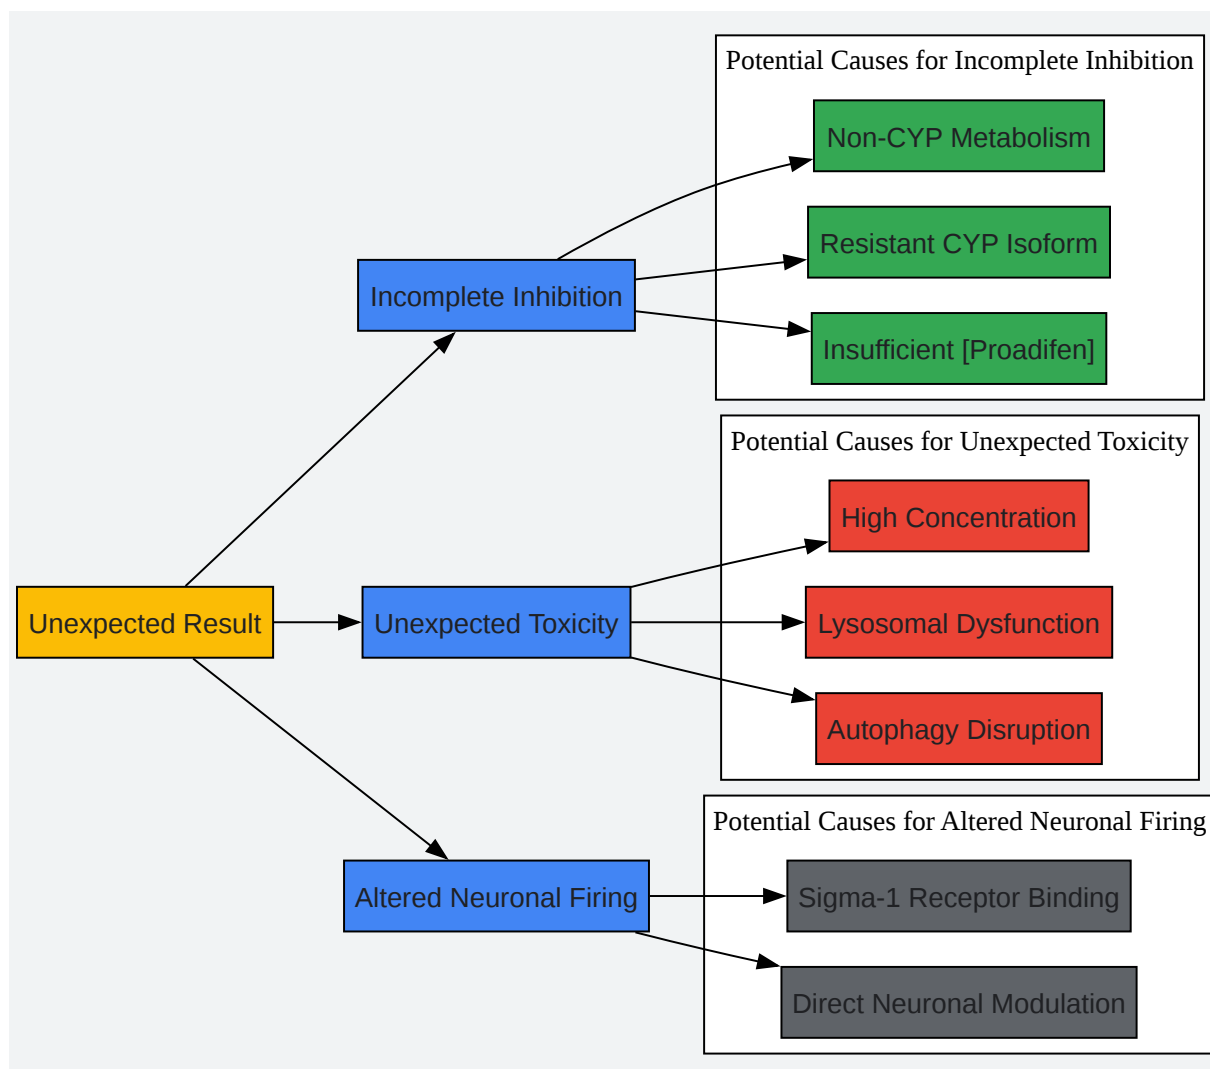 Unexpected Result
Incomplete Inhibition
Unexpected Toxicity
Altered Neuronal Firing
Potential Causes for Incomplete Inhibition
Non-CYP Metabolism
Resistant CYP Isoform
Insufficient [Proadifen]
Potential Causes for Unexpected Toxicity
High Concentration
Lysosomal Dysfunction
Autophagy Disruption
Potential Causes for Altered Neuronal Firing
Sigma-1 Receptor Binding
Direct Neuronal Modulation